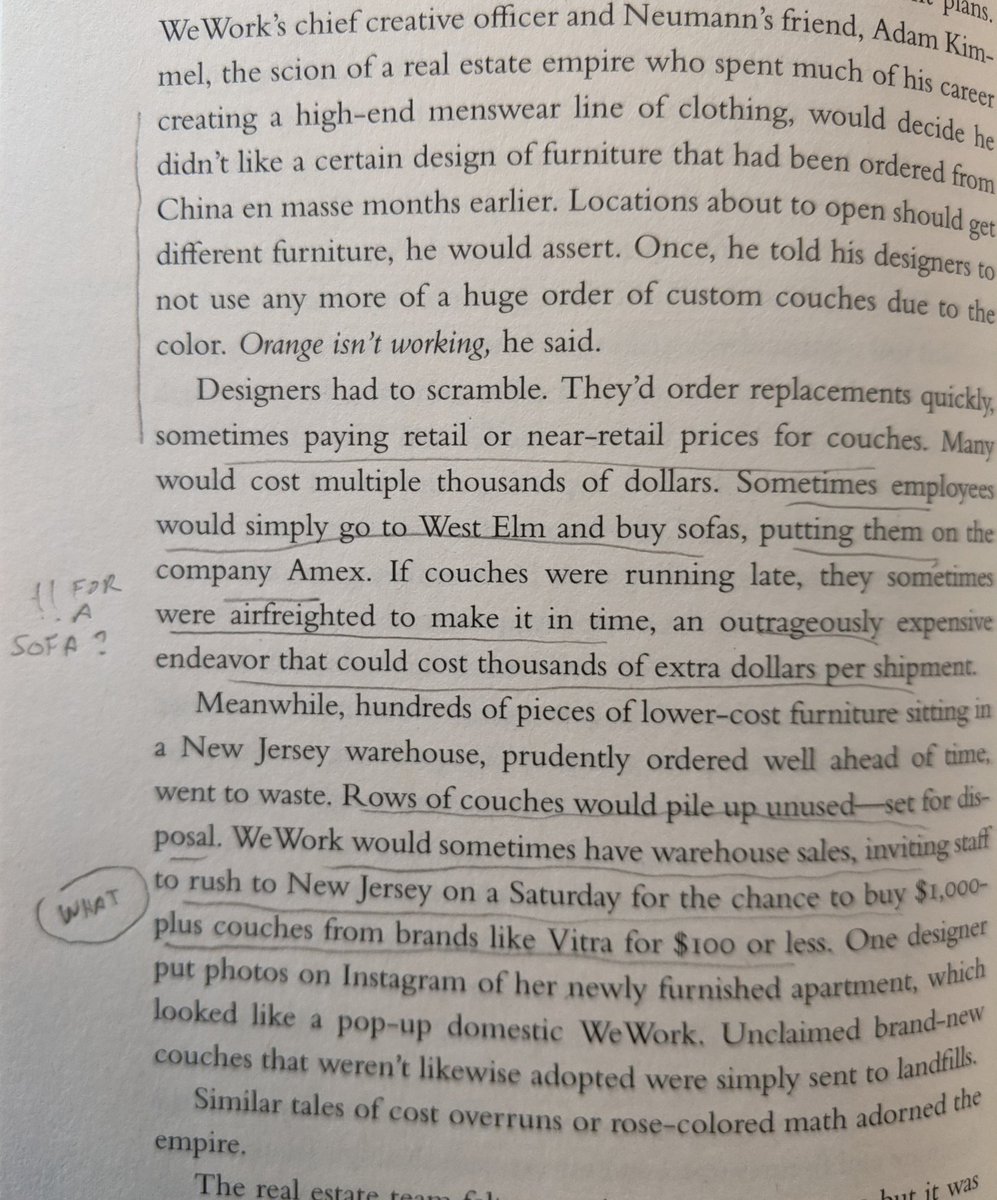 plans.
WeWork's chief creative officer and Neumann's friend, Adam Kim-
mel, the scion of a real estate empire who spent much of his career
creating a high-end menswear line of clothing, would decide he
didn't like a certain design of furniture that had been ordered from
China en masse months earlier. Locations about to open should get
different furniture, he would assert. Once, he told his designers to
not use any more of a huge order of custom couches due to the
color. Orange isn't working, he said.
Designers had to scramble. They'd order replacements quickly,
sometimes paying retail or near-retail prices for couches. Many
would cost multiple thousands of dollars. Sometimes employees
would simply go to West Elm and buy sofas, putting them on the
company Amex. If couches were running late, they sometimes
were airfreighted to make it in time, an outrageously expensive
endeavor that could cost thousands of extra dollars per shipment.
!! FOR
A
SOFA?
Meanwhile, hundreds of pieces of lower-cost furniture sitting in
a New Jersey warehouse, prudently ordered well ahead of time,
went to waste. Rows of couches would pile up unused—set for dis-
posal. WeWork would sometimes have warehouse sales, inviting staff
to rush to New Jersey on a Saturday for the chance to buy $1,000-
plus couches from brands like Vitra for $100 or less. One designer
WHAT
put photos on Instagram of her newly furnished apartment, which
looked like a pop-up domestic WeWork. Unclaimed brand-new
couches that weren't likewise adopted were simply sent to landfills.
Similar tales of cost overruns or rose-colored math adorned the
empire.
The real estate team but it was